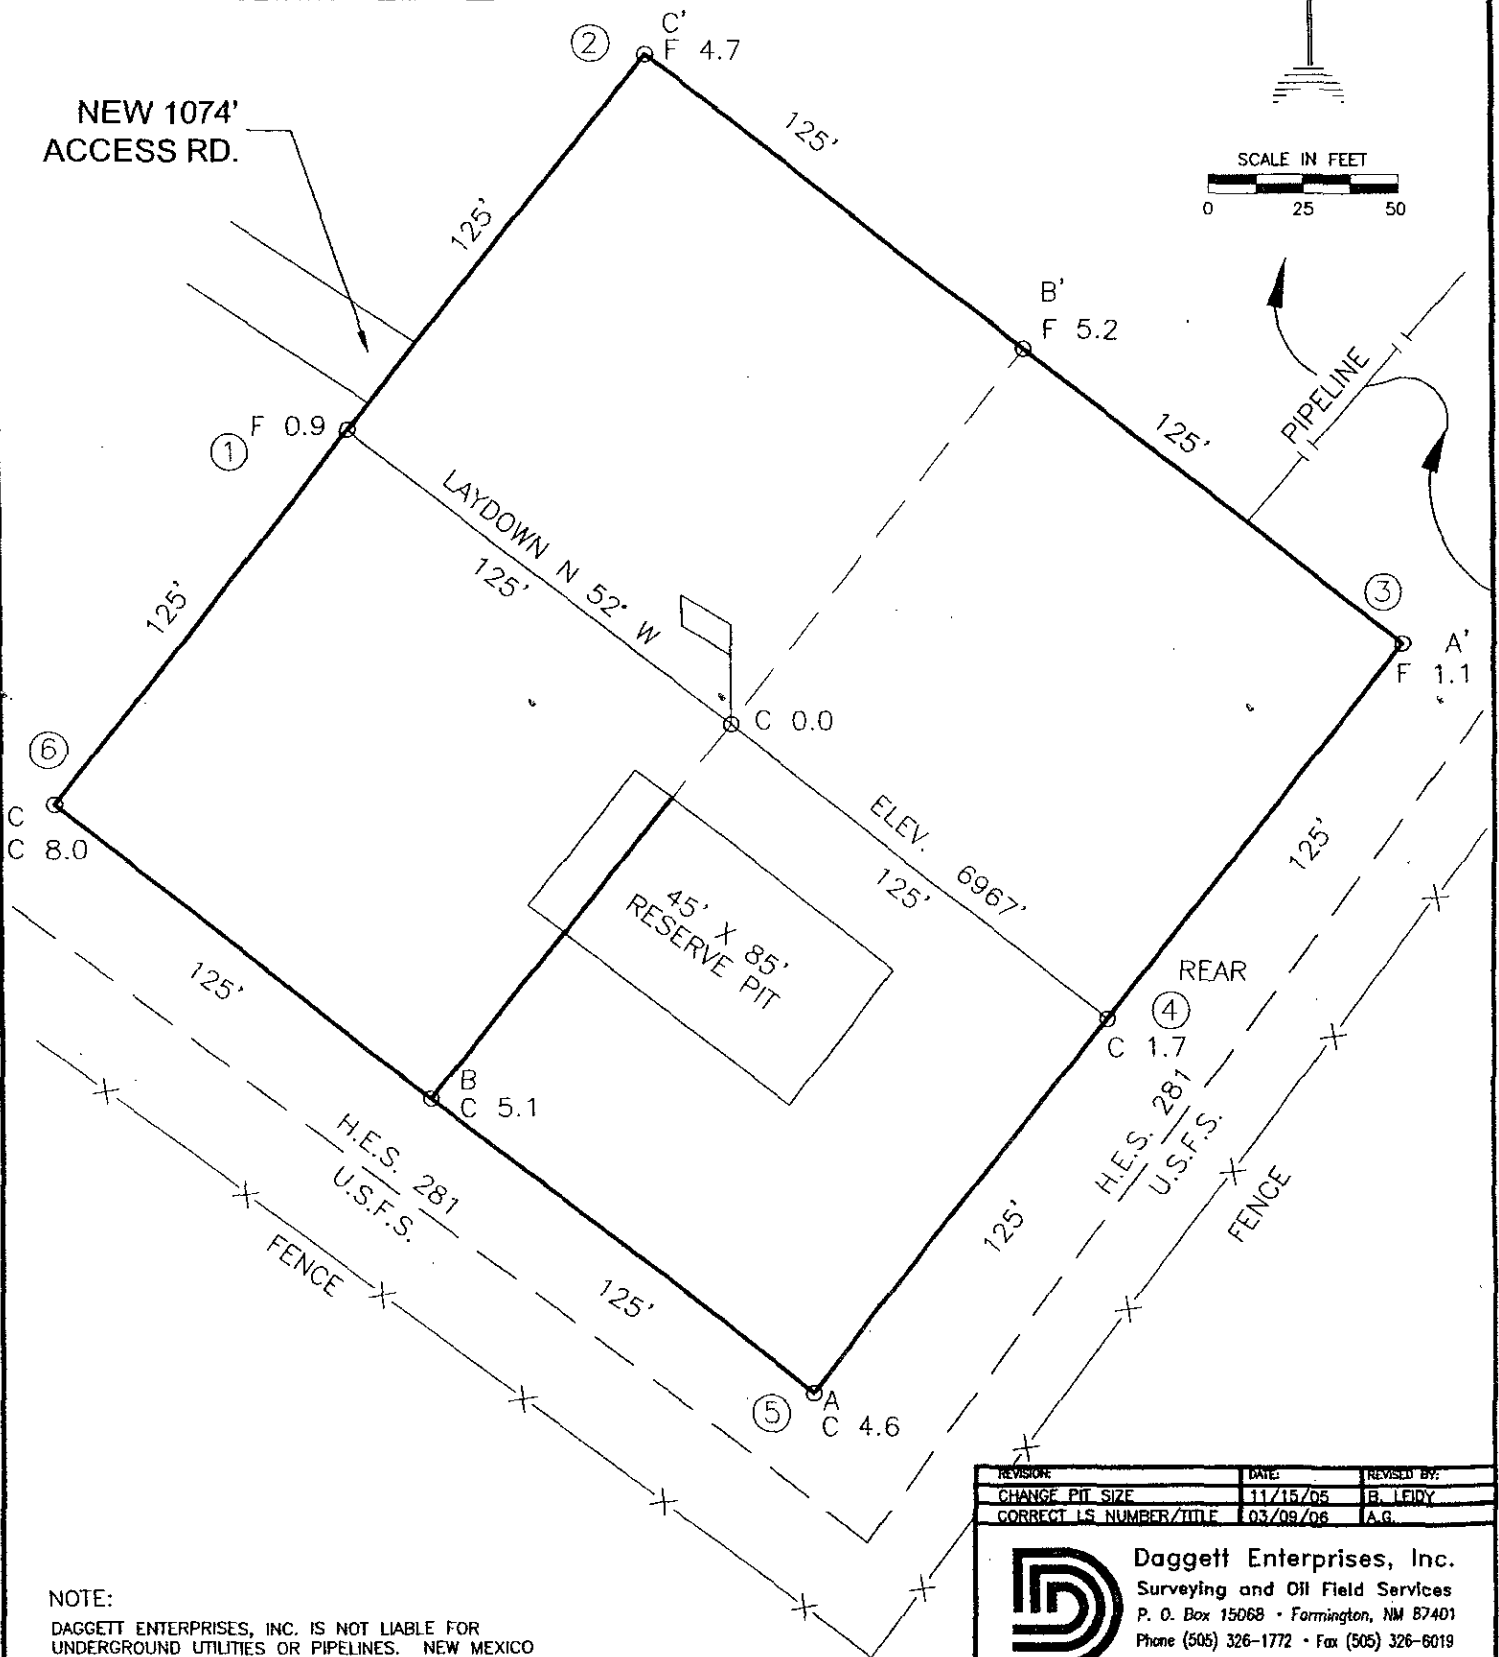 C'
② F 4.7
NEW 1074'
ACCESS RD.
125'
125'
SCALE IN FEET
0 25 50
B'
F 5.2
PIPELINE
125'
F 0.9
①
LAYDOWN N 52° W
125'
125'
③
A'
F 1.1
C 0.0
⑥
C
C 8.0
ELEV. 6967'
125'
125'
45' X 85'
RESERVE PIT
REAR
④
C 1.7
125'
B
C 5.1
H.E.S. 281
U.S.F.S.
H.E.S. 281
U.S.F.S.
FENCE
125'
FENCE
125'
⑤ A
C 4.6
REVISION: DATE: REVISED BY:
CHANGE PIT SIZE 11/15/05 B. LEIDY
CORRECT LS NUMBER/TITLE 03/09/06 A.G.
Daggett Enterprises, Inc.
Surveying and Oil Field Services
P. O. Box 15068 · Farmington, NM 87401
Phone (505) 326-1772 · Fax (505) 326-6019
NOTE:
DAGGETT ENTERPRISES, INC. IS NOT LIABLE FOR
UNDERGROUND UTILITIES OR PIPELINES. NEW MEXICO